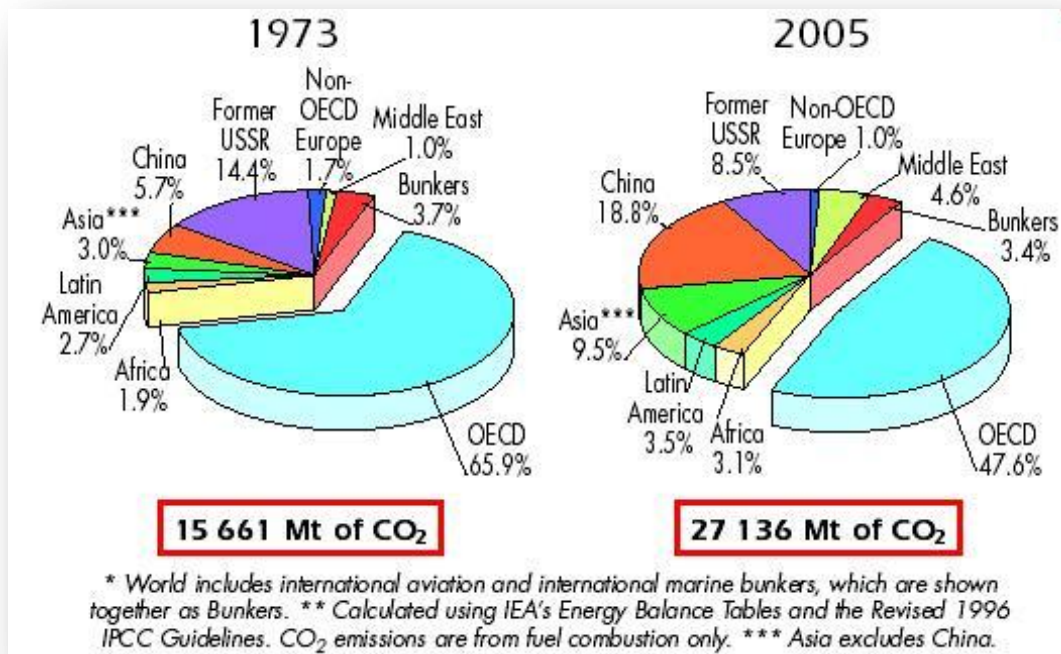 1973
Former
USSR
14.4%
Non-
OECD
Europe
1.7%
Middle East
1.0%
Bunkers
3.7%
China
5.7%
Asia***
3.0%
Latin
America
2.7%
Africa
1.9%
OECD
65.9%
15 661 Mt of CO₂
2005
Former
USSR
8.5%
Non-OECD
Europe 1.0%
Middle East
4.6%
Bunkers
3.4%
China
18.8%
Asia***
9.5%
Latin
America
3.5%
Africa
3.1%
OECD
47.6%
27 136 Mt of CO₂
* World includes international aviation and international marine bunkers, which are shown
together as Bunkers. ** Calculated using IEA's Energy Balance Tables and the Revised 1996
IPCC Guidelines. CO₂ emissions are from fuel combustion only. *** Asia excludes China.